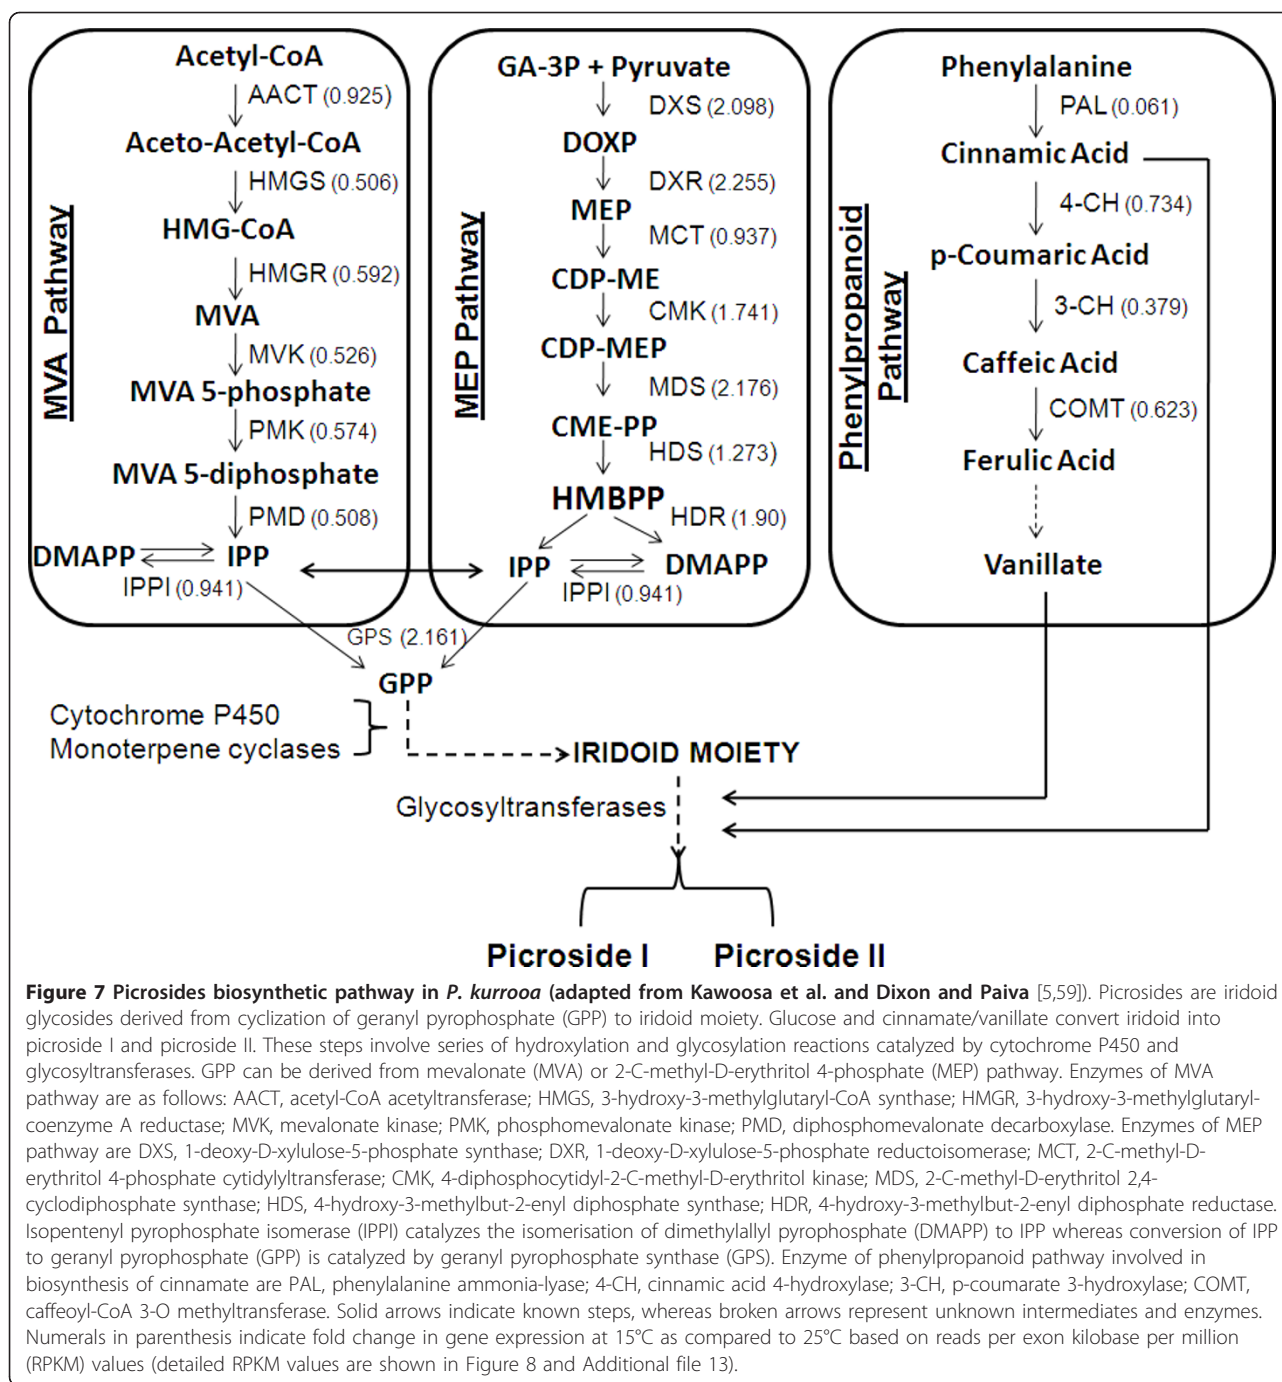 Acetyl-CoA
AACT (0.925)
Aceto-Acetyl-CoA
HMGS (0.506)
HMG-CoA
HMGR (0.592)
MVA
MVK (0.526)
MVA 5-phosphate
PMK (0.574)
MVA 5-diphosphate
PMD (0.508)
DMAPP
IPP
IPPI (0.941)
MVA Pathway
GA-3P + Pyruvate
DXS (2.098)
DOXP
DXR (2.255)
MEP
MCT (0.937)
CDP-ME
CMK (1.741)
CDP-MEP
MDS (2.176)
CME-PP
HDS (1.273)
HMBPP
HDR (1.90)
IPP
DMAPP
IPPI (0.941)
MEP Pathway
Phenylalanine
PAL (0.061)
Cinnamic Acid
4-CH (0.734)
p-Coumaric Acid
3-CH (0.379)
Caffeic Acid
COMT (0.623)
Ferulic Acid
Vanillate
Phenylpropanoid
Pathway
GPS (2.161)
GPP
Cytochrome P450
Monoterpene cyclases
IRIDOID MOIETY
Glycosyltransferases
Picroside I
Picroside II
Figure 7 Picrosides biosynthetic pathway in P. kurrooa (adapted from Kawoosa et al. and Dixon and Paiva [5,59]). Picrosides are iridoid
glycosides derived from cyclization of geranyl pyrophosphate (GPP) to iridoid moiety. Glucose and cinnamate/vanillate convert iridoid into
picroside I and picroside II. These steps involve series of hydroxylation and glycosylation reactions catalyzed by cytochrome P450 and
glycosyltransferases. GPP can be derived from mevalonate (MVA) or 2-C-methyl-D-erythritol 4-phosphate (MEP) pathway. Enzymes of MVA
pathway are as follows: AACT, acetyl-CoA acetyltransferase; HMGS, 3-hydroxy-3-methylglutaryl-CoA synthase; HMGR, 3-hydroxy-3-methylglutaryl-
coenzyme A reductase; MVK, mevalonate kinase; PMK, phosphomevalonate kinase; PMD, diphosphomevalonate decarboxylase. Enzymes of MEP
pathway are DXS, 1-deoxy-D-xylulose-5-phosphate synthase; DXR, 1-deoxy-D-xylulose-5-phosphate reductoisomerase; MCT, 2-C-methyl-D-
erythritol 4-phosphate cytidylyltransferase; CMK, 4-diphosphocytidyl-2-C-methyl-D-erythritol kinase; MDS, 2-C-methyl-D-erythritol 2,4-
cyclodiphosphate synthase; HDS, 4-hydroxy-3-methylbut-2-enyl diphosphate synthase; HDR, 4-hydroxy-3-methylbut-2-enyl diphosphate reductase.
Isopentenyl pyrophosphate isomerase (IPPI) catalyzes the isomerisation of dimethylallyl pyrophosphate (DMAPP) to IPP whereas conversion of IPP
to geranyl pyrophosphate (GPP) is catalyzed by geranyl pyrophosphate synthase (GPS). Enzyme of phenylpropanoid pathway involved in
biosynthesis of cinnamate are PAL, phenylalanine ammonia-lyase; 4-CH, cinnamic acid 4-hydroxylase; 3-CH, p-coumarate 3-hydroxylase; COMT,
caffeoyl-CoA 3-O methyltransferase. Solid arrows indicate known steps, whereas broken arrows represent unknown intermediates and enzymes.
Numerals in parenthesis indicate fold change in gene expression at 15°C as compared to 25°C based on reads per exon kilobase per million
(RPKM) values (detailed RPKM values are shown in Figure 8 and Additional file 13).